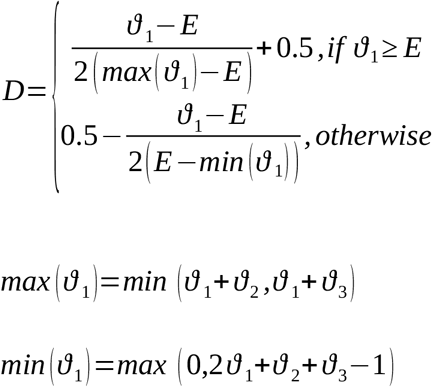 D = { (ϑ₁−E) / (2(max(ϑ₁)−E)) + 0.5 , if ϑ₁ ≥ E
0.5 − (ϑ₁−E) / (2(E−min(ϑ₁))) , otherwise
max(ϑ₁)=min (ϑ₁+ϑ₂ ,ϑ₁+ϑ₃)
min(ϑ₁)=max (0,2ϑ₁+ϑ₂+ϑ₃−1)